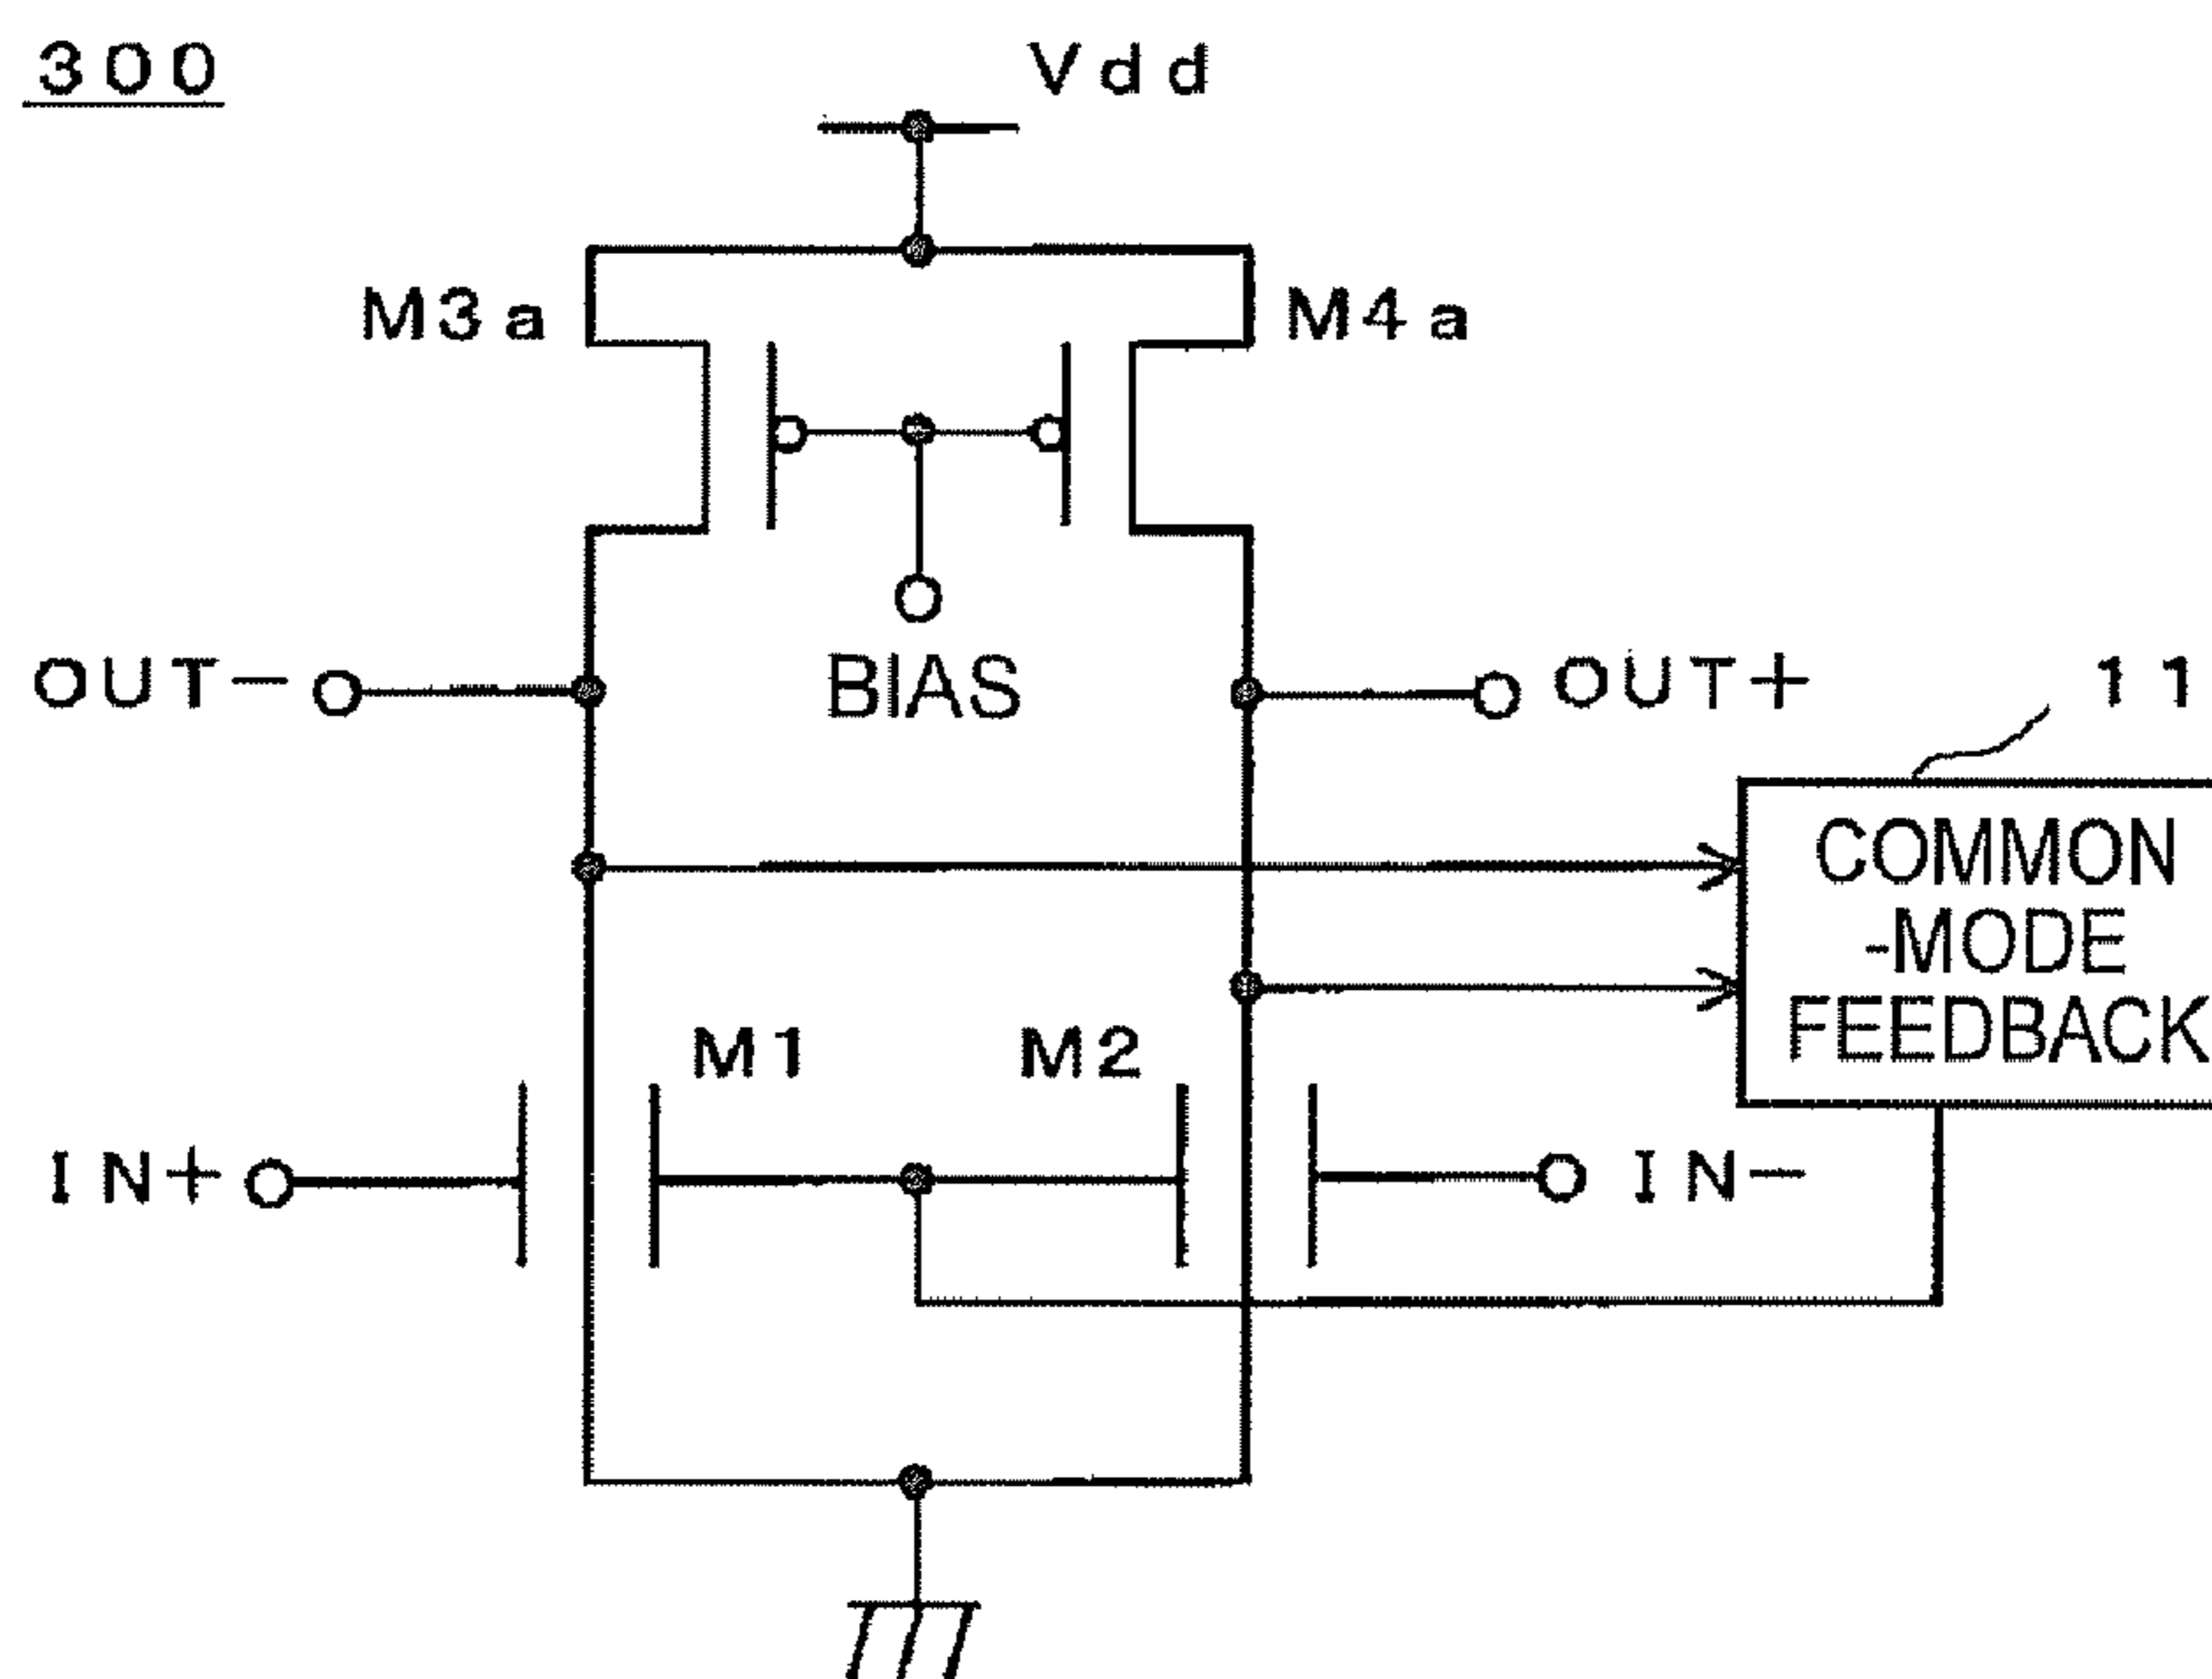 300
Vdd
M3a
M4a
OUT-
BIAS
OUT+
11
COMMON
-MODE
FEEDBACK
M1
M2
IN+
IN-